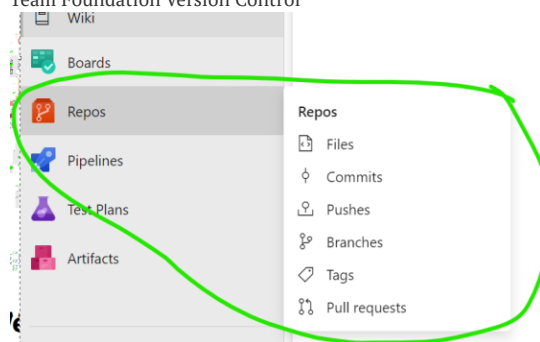 Team Foundation Version Control
Wiki
Boards
Repos
Pipelines
Test Plans
Artifacts
Repos
Files
Commits
Pushes
Branches
Tags
Pull requests